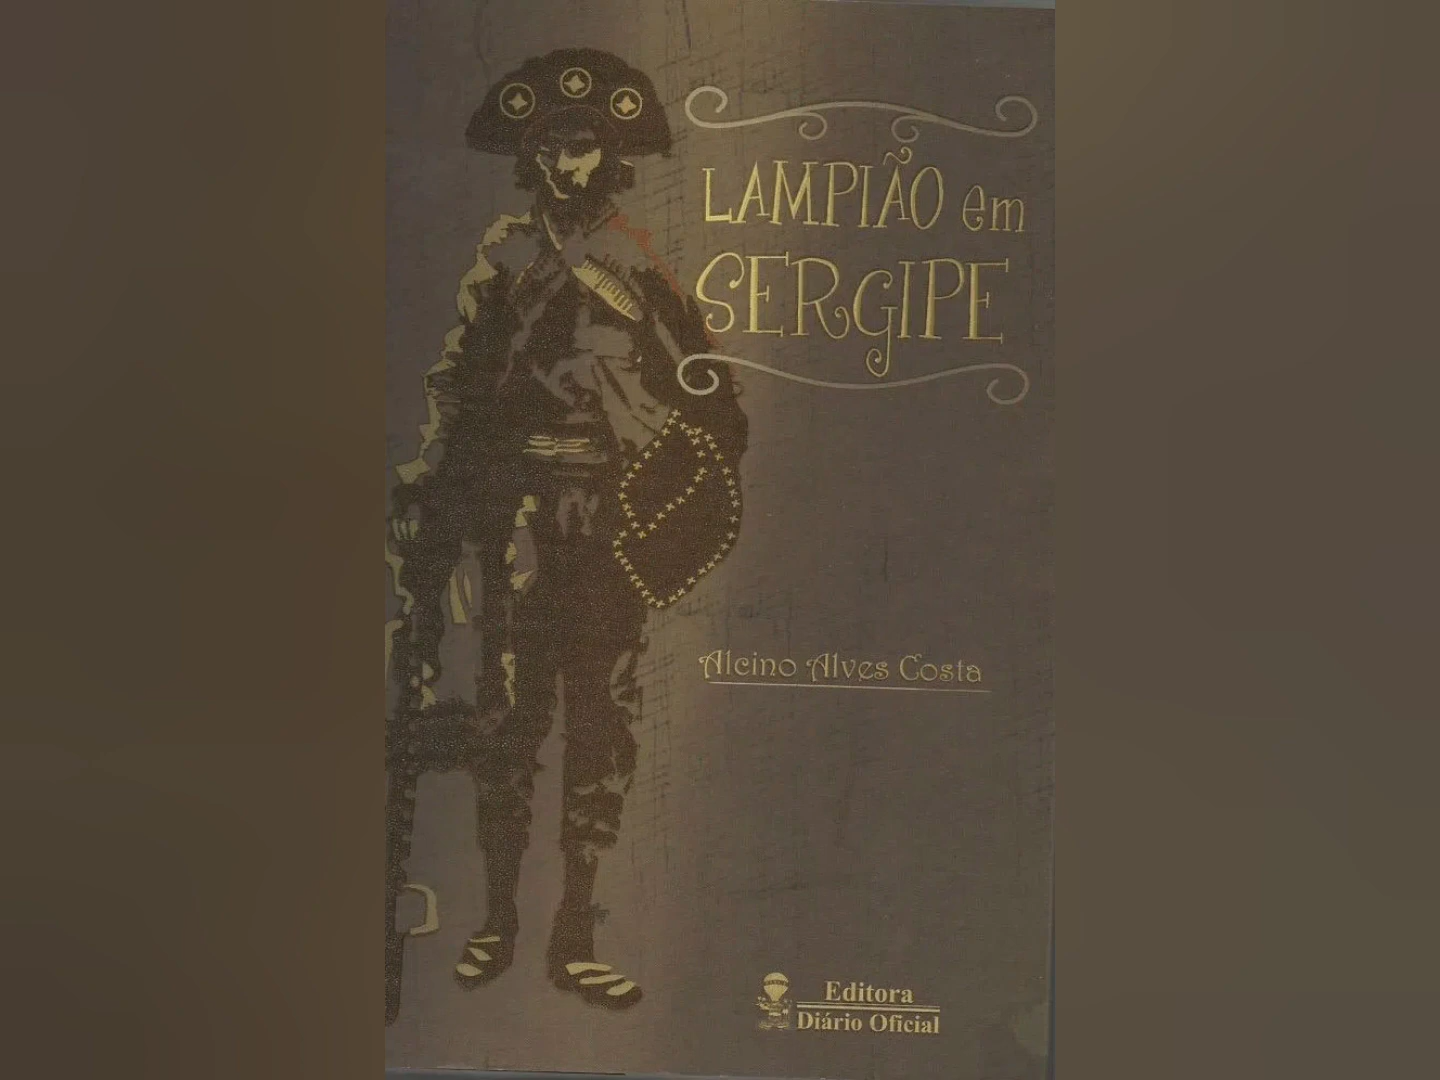 LAMPIÃO em
SERGIPE
Alcino Alves Costa
Editora
Diário Oficial